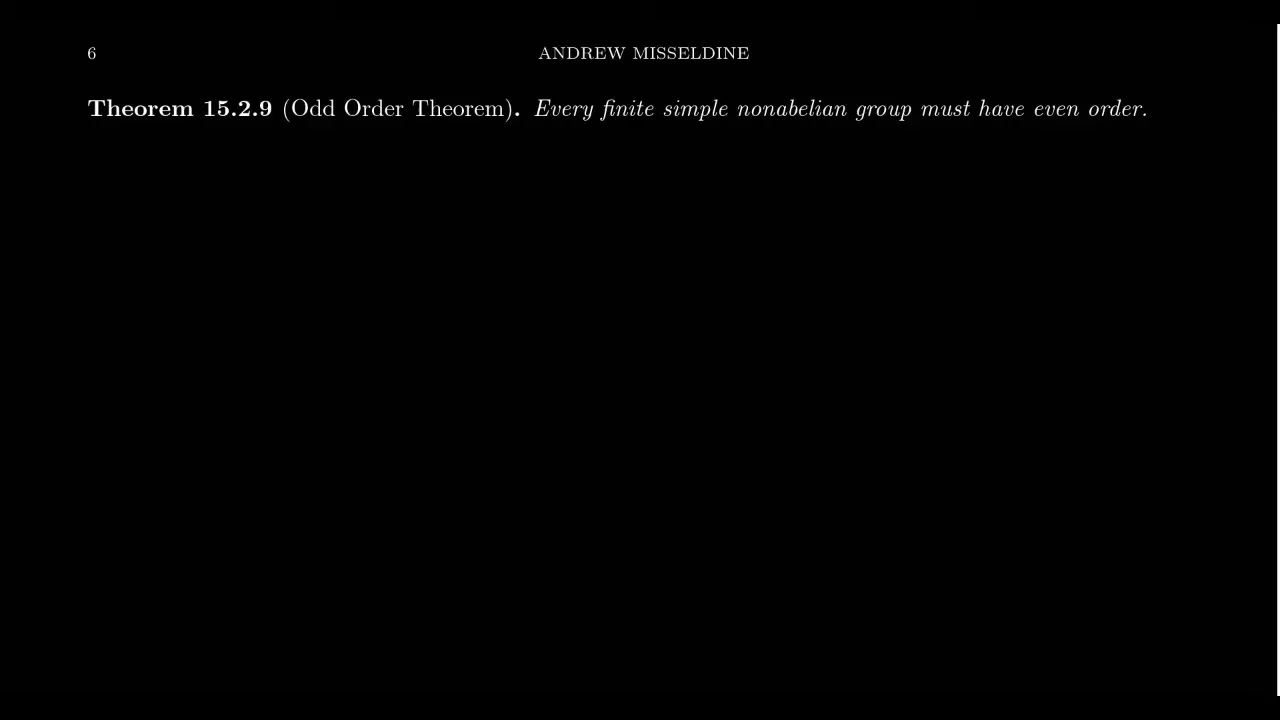 6 ANDREW MISSELDINE
Theorem 15.2.9 (Odd Order Theorem). Every finite simple nonabelian group must have even order.